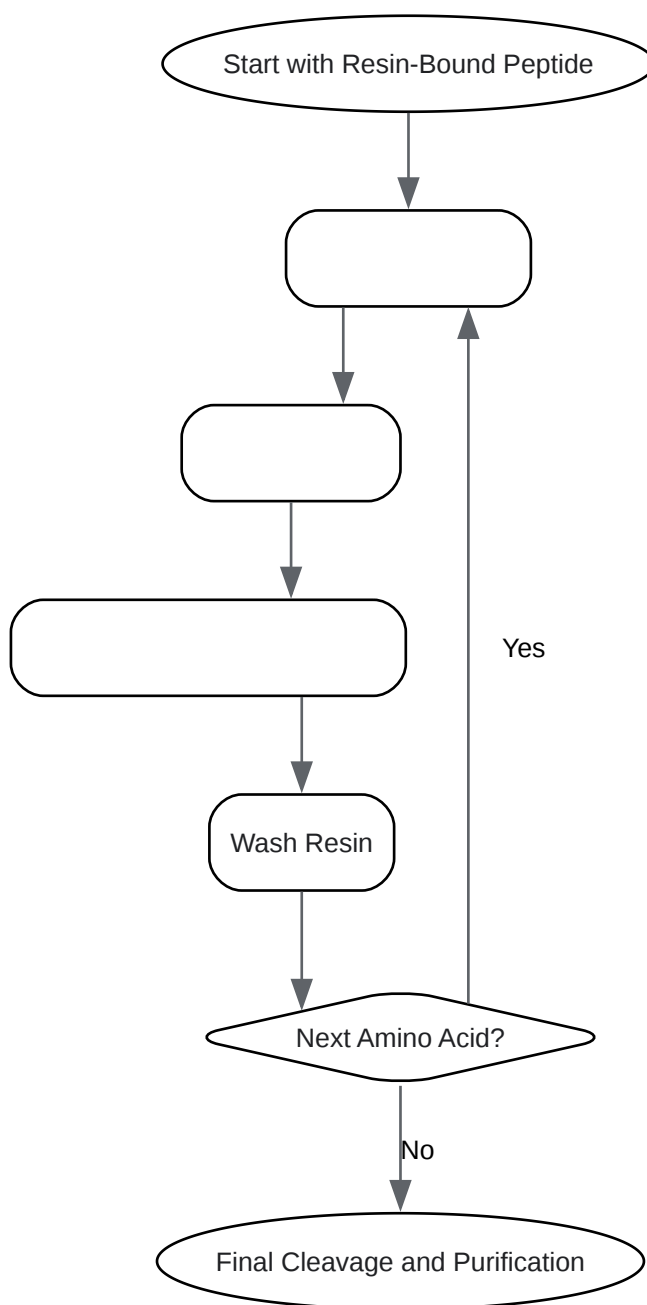 Start with Resin-Bound Peptide
Yes
Wash Resin
Next Amino Acid?
No
Final Cleavage and Purification